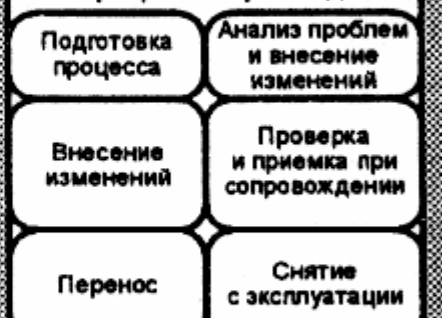 Подготовка
процесса
Анализ проблем
и внесение
изменений
Внесение
изменений
Проверка
и приемка при
сопровождении
Перенос
Снятие
с эксплуатации